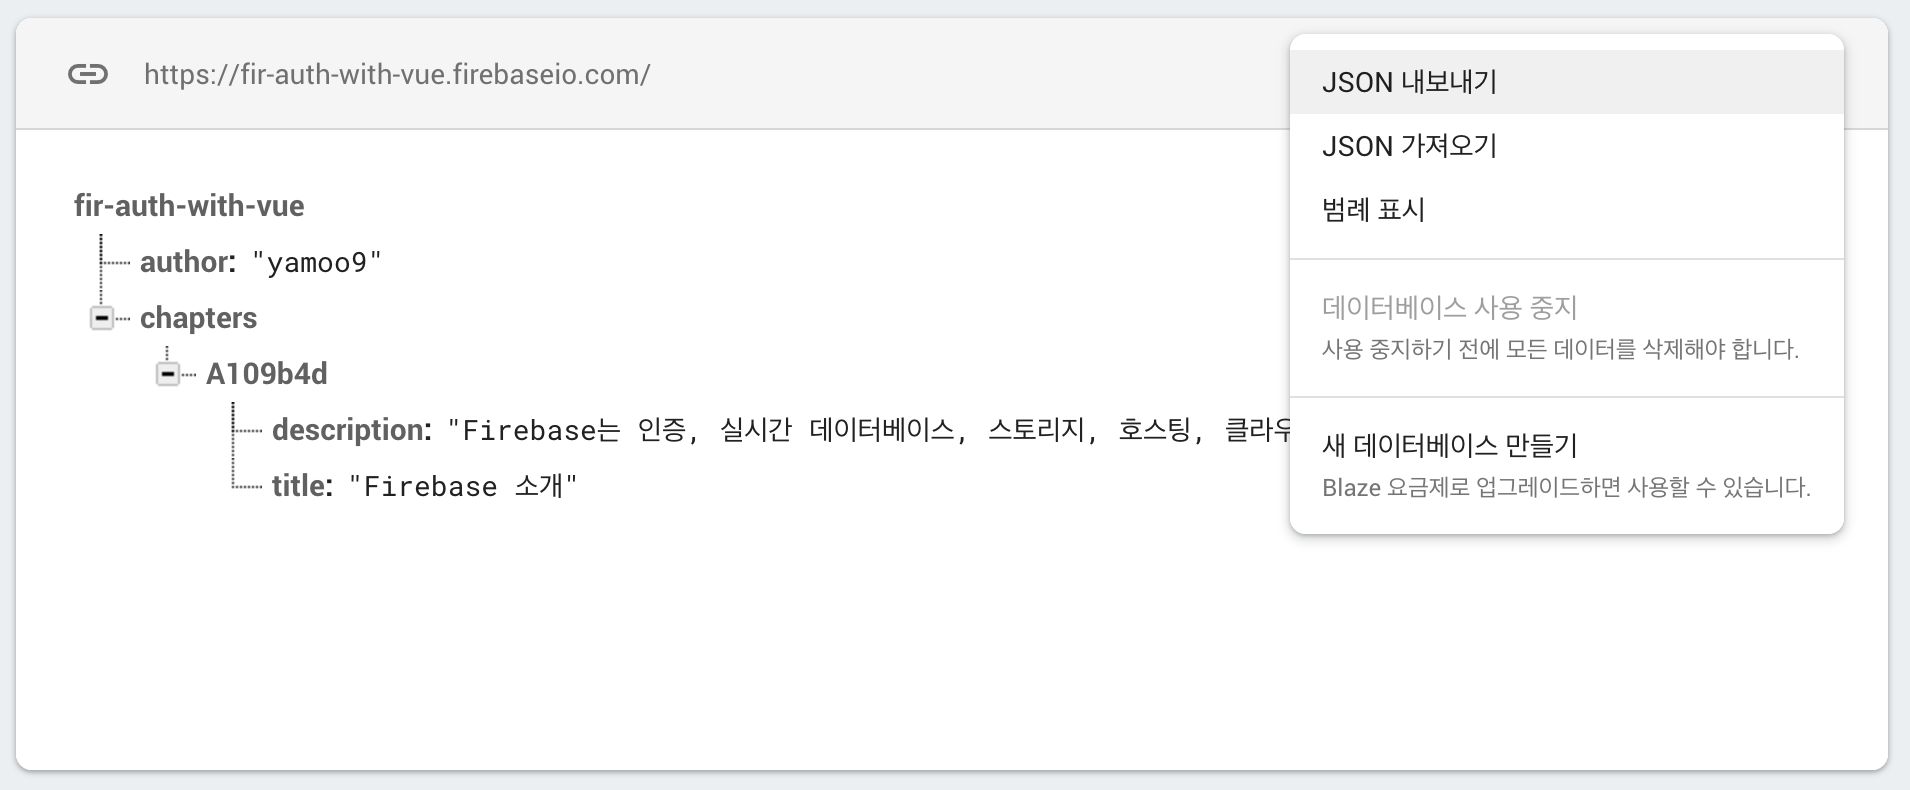 https://fir-auth-with-vue.firebaseio.com/
fir-auth-with-vue
author: "yamoo9"
chapters
A109b4d
description: "Firebase는 인증, 실시간 데이터베이스, 스토리지, 호스팅, 클라우
title: "Firebase 소개"
JSON 내보내기
JSON 가져오기
범례 표시
데이터베이스 사용 중지
사용 중지하기 전에 모든 데이터를 삭제해야 합니다.
새 데이터베이스 만들기
Blaze 요금제로 업그레이드하면 사용할 수 있습니다.